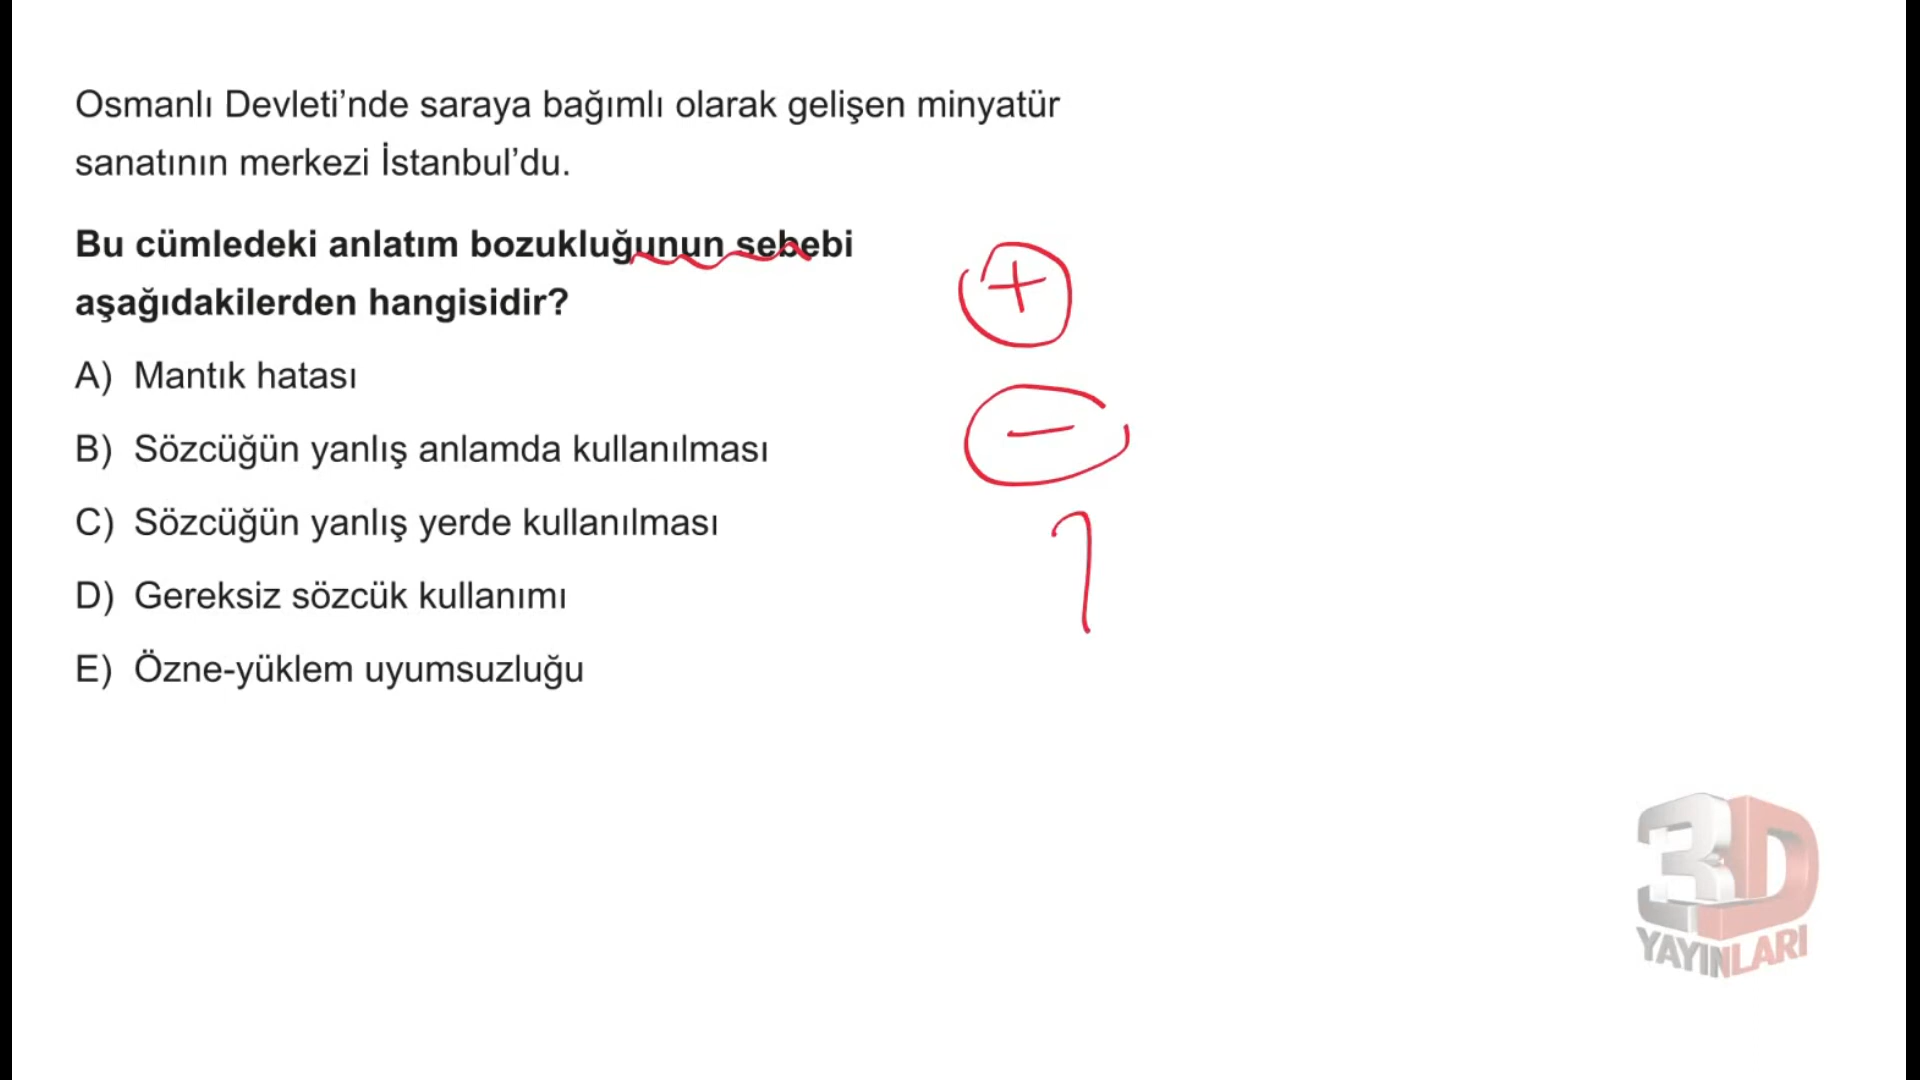 Osmanlı Devleti’nde saraya bağımlı olarak gelişen minyatür
sanatının merkezi İstanbul’du.
Bu cümledeki anlatım bozukluğunun sebebi
aşağıdakilerden hangisidir?
A) Mantık hatası
B) Sözcüğün yanlış anlamda kullanılması
C) Sözcüğün yanlış yerde kullanılması
D) Gereksiz sözcük kullanımı
E) Özne-yüklem uyumsuzluğu
+
−
3D
YAYINLARI